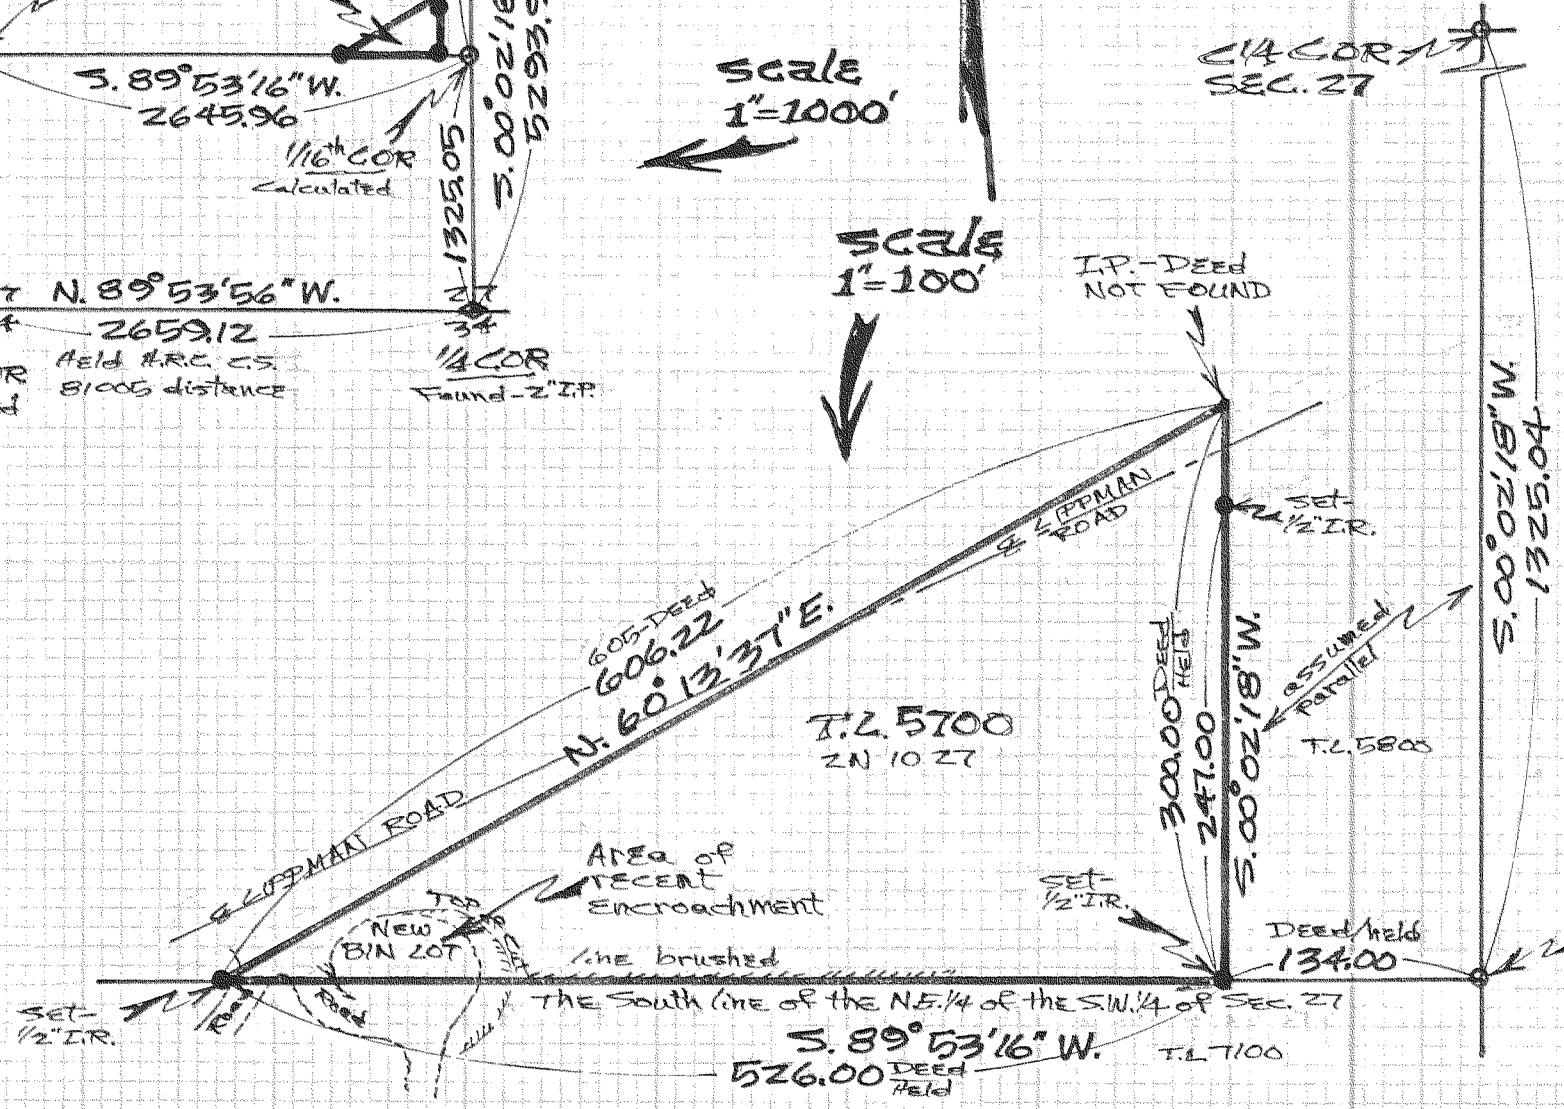 S. 89°53'16" W.
2645.96
1/16th COR
Calculated
1325.05
S. 00°02'18
5293.9
Scale
1"=1000'
C1/4 COR
SEC. 27
Scale
1"=100'
I.P.-Deed
NOT FOUND
N. 89°53'56" W.
27
34
2659.12
Held H.R.C. C.S.
81005 distance
1/4 COR
Found-2" I.P.
S. 00°02'18" W.
1325.04
LIPPMAN
ROAD
Set-
1/2" I.R.
605-Deed
606.22
N. 60°13'37" E.
T.L. 5700
2N 10 27
300.00 Deed
Held
247.00
S. 00°02'18" W.
assumed
parallel
T.L. 5800
℄ LIPPMAN ROAD
Area of
recent
Encroachment
Top of Cut
New
BIN LOT
Road
Road
line brushed
Set-
1/2" I.R.
Deed/held
134.00
The South line of the N.E.1/4 of the S.W.1/4 of Sec. 27
Set-
1/2" I.R.
S. 89°53'16" W.
526.00 Deed
Held
T.L. 7100